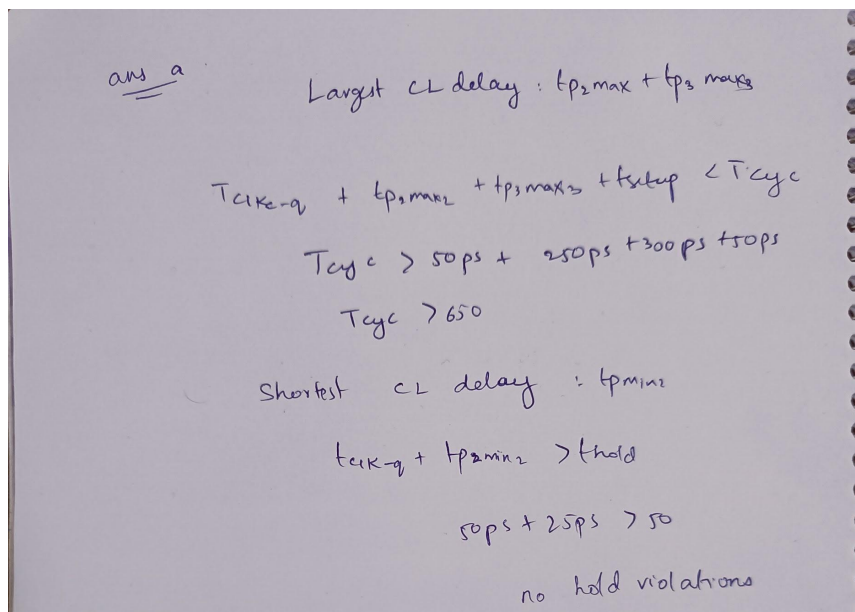 ans a
Largest CL delay : tp2max + tp3 max3
Tclk-q + tp2max2 + tp3max3 + tsetup < Tcyc
Tcyc > 50ps + 250ps + 300ps + 50ps
Tcyc > 650
Shortest CL delay : tpmin2
tclk-q + tp2min2 > thold
50ps + 25ps > 50
no hold violations